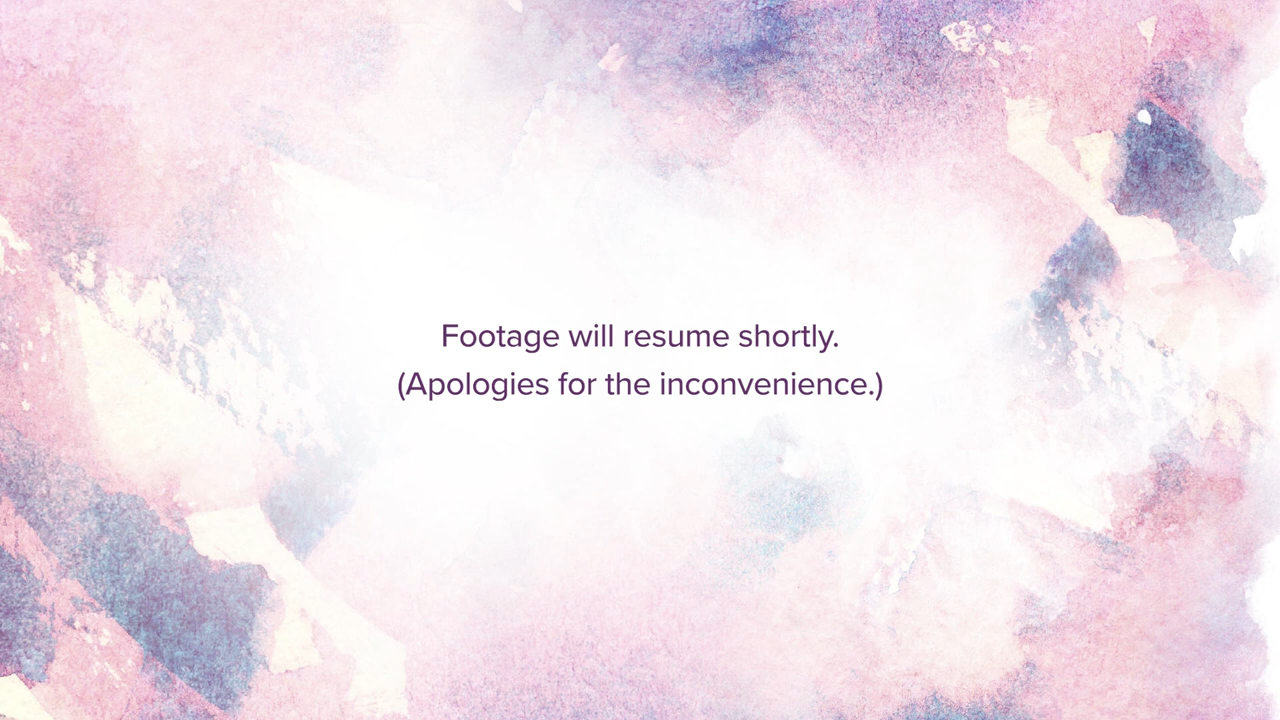 Footage will resume shortly.
(Apologies for the inconvenience.)